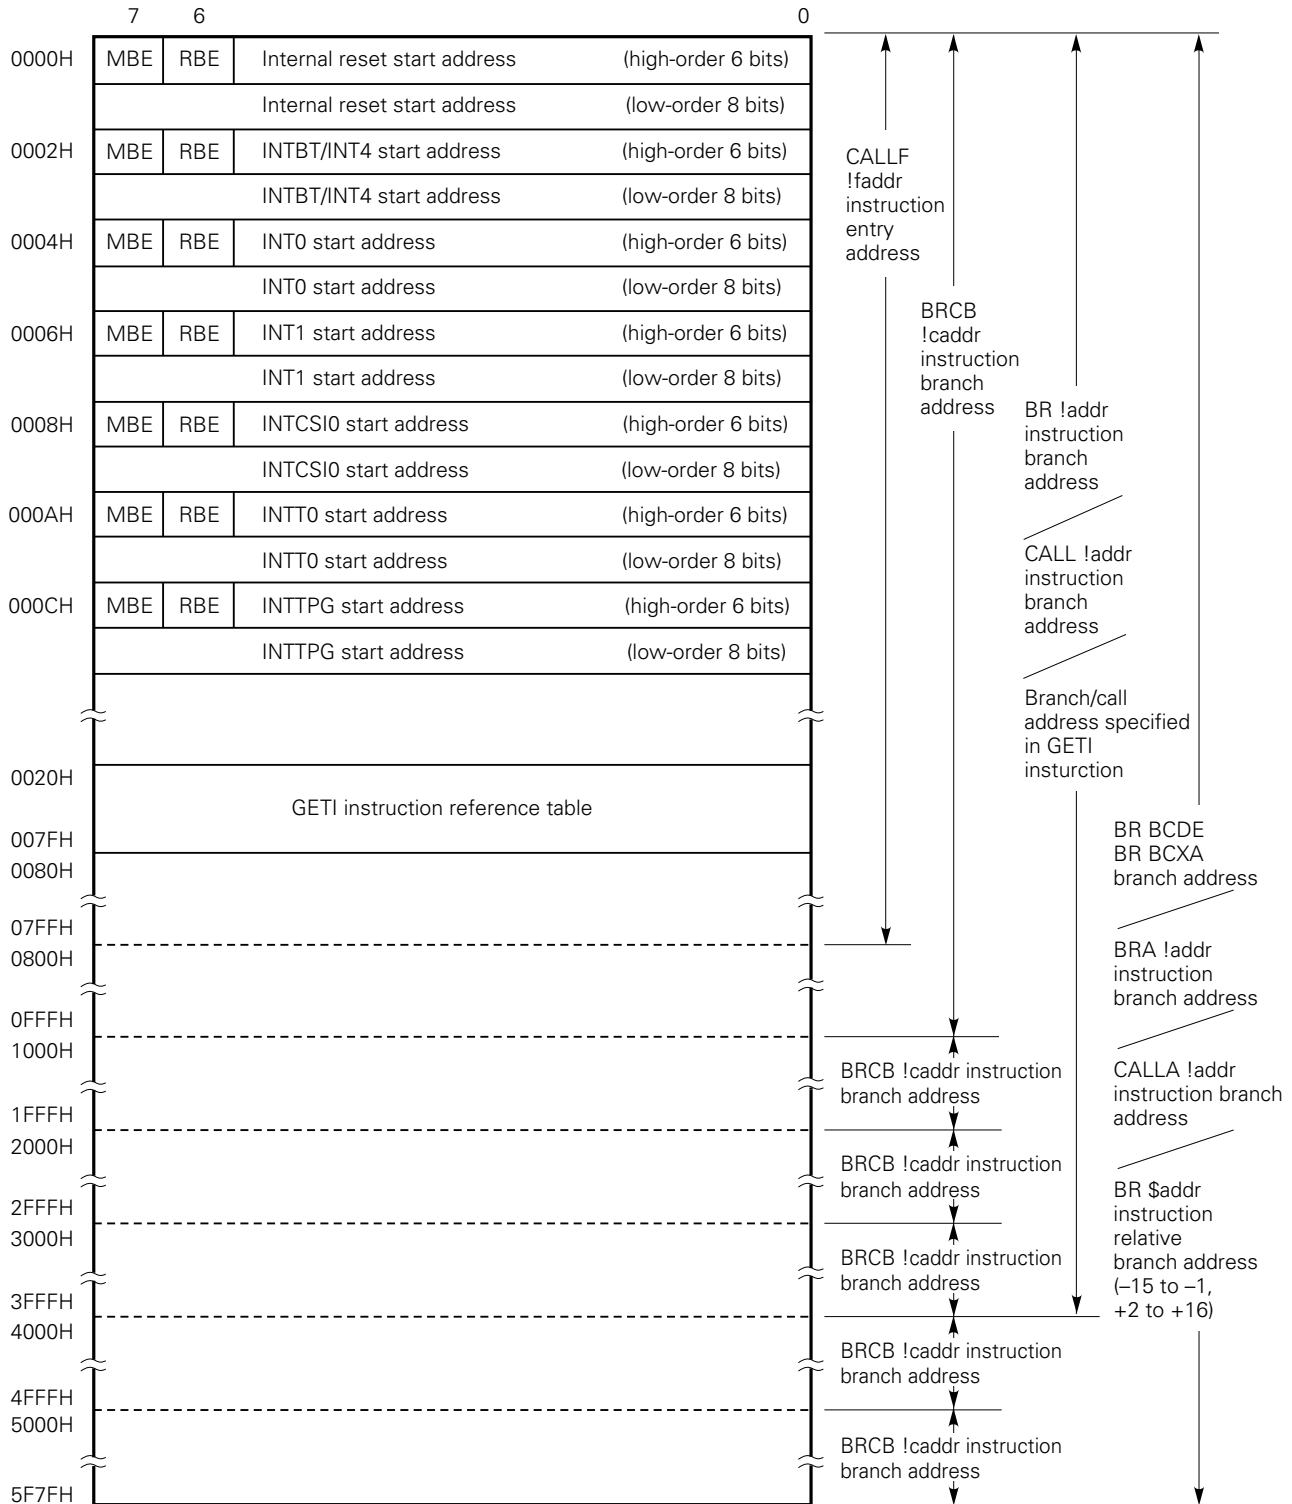 7 6 0
0000H MBE RBE Internal reset start address (high-order 6 bits)
Internal reset start address (low-order 8 bits)
0002H MBE RBE INTBT/INT4 start address (high-order 6 bits)
INTBT/INT4 start address (low-order 8 bits)
0004H MBE RBE INT0 start address (high-order 6 bits)
INT0 start address (low-order 8 bits)
0006H MBE RBE INT1 start address (high-order 6 bits)
INT1 start address (low-order 8 bits)
0008H MBE RBE INTCSI0 start address (high-order 6 bits)
INTCSI0 start address (low-order 8 bits)
000AH MBE RBE INTT0 start address (high-order 6 bits)
INTT0 start address (low-order 8 bits)
000CH MBE RBE INTTPG start address (high-order 6 bits)
INTTPG start address (low-order 8 bits)
0020H
GETI instruction reference table
007FH
0080H
07FFH
0800H
0FFFH
1000H
1FFFH
2000H
2FFFH
3000H
3FFFH
4000H
4FFFH
5000H
5F7FH
CALLF
!faddr
instruction
entry
address
BRCB
!caddr
instruction
branch
address
BRCB !caddr instruction
branch address
BRCB !caddr instruction
branch address
BRCB !caddr instruction
branch address
BRCB !caddr instruction
branch address
BRCB !caddr instruction
branch address
BR !addr
instruction
branch
address
CALL !addr
instruction
branch
address
Branch/call
address specified
in GETI
insturction
BR BCDE
BR BCXA
branch address
BRA !addr
instruction
branch address
CALLA !addr
instruction branch
address
BR $addr
instruction
relative
branch address
(–15 to –1,
+2 to +16)